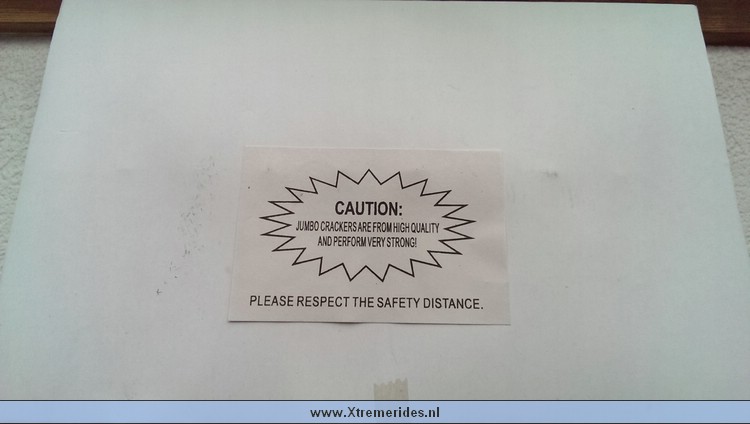 CAUTION:
JUMBO CRACKERS ARE FROM HIGH QUALITY
AND PERFORM VERY STRONG!
PLEASE RESPECT THE SAFETY DISTANCE.
www.Xtremerides.nl